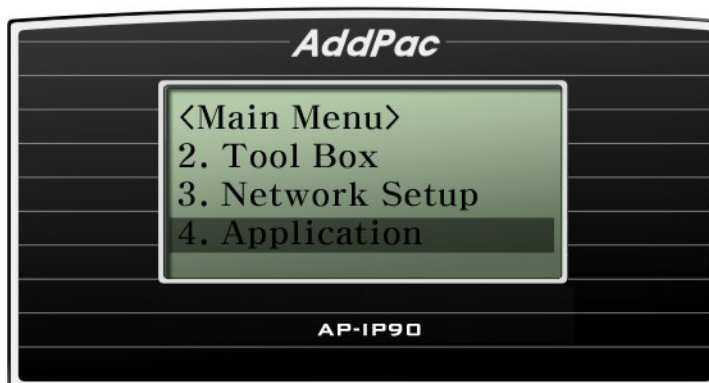 AddPac
<Main Menu>
2. Tool Box
3. Network Setup
4. Application
AP-IP90